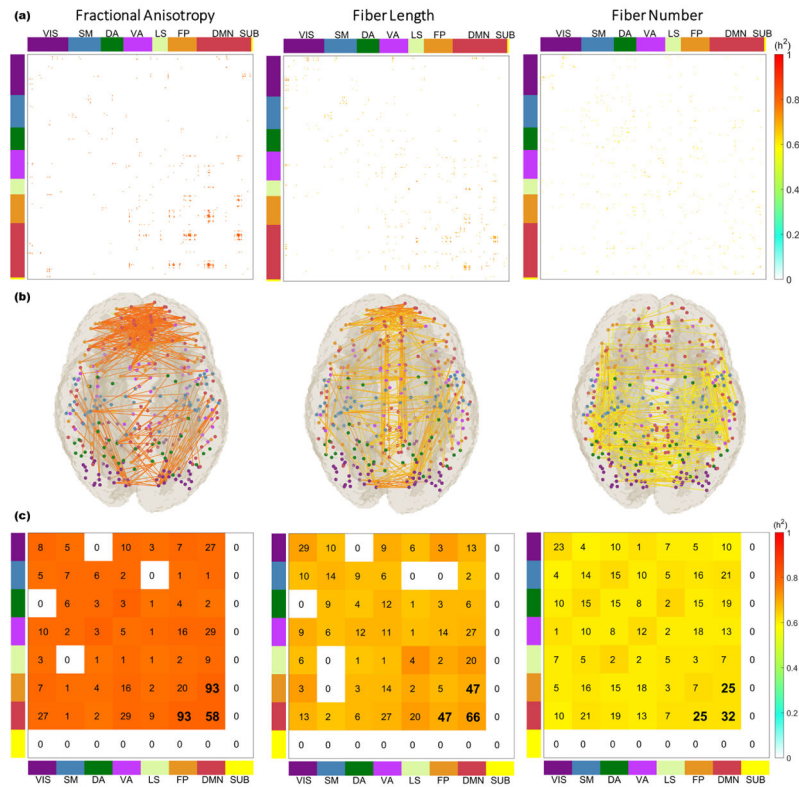 Fractional Anisotropy Fiber Length Fiber Number
(a)
VIS SM DA VA LS FP DMN SUB VIS SM DA VA LS FP DMN SUB VIS SM DA VA LS FP DMN SUB
(h²)
1
0.8
0.6
0.4
0.2
0
(b)
(c)
(h²)
1
0.8
0.6
0.4
0.2
0
8 5 0 10 3 7 27 0 29 10 0 9 6 3 13 0 23 4 10 1 7 5 10 0
5 7 6 2 0 1 1 0 10 14 9 6 0 0 2 0 4 14 15 10 5 16 21 0
0 6 3 3 1 4 2 0 0 9 4 12 1 3 6 0 10 15 15 8 2 15 19 0
10 2 3 5 1 16 29 0 9 6 12 11 1 14 27 0 1 10 8 12 2 18 13 0
3 0 1 1 1 2 9 0 6 0 1 1 4 2 20 0 7 5 2 2 5 3 7 0
7 1 4 16 2 20 93 0 3 0 3 14 2 5 47 0 5 16 15 18 3 7 25 0
27 1 2 29 9 93 58 0 13 2 6 27 20 47 66 0 10 21 19 13 7 25 32 0
0 0 0 0 0 0 0 0 0 0 0 0 0 0 0 0 0 0 0 0 0 0 0 0
VIS SM DA VA LS FP DMN SUB VIS SM DA VA LS FP DMN SUB VIS SM DA VA LS FP DMN SUB